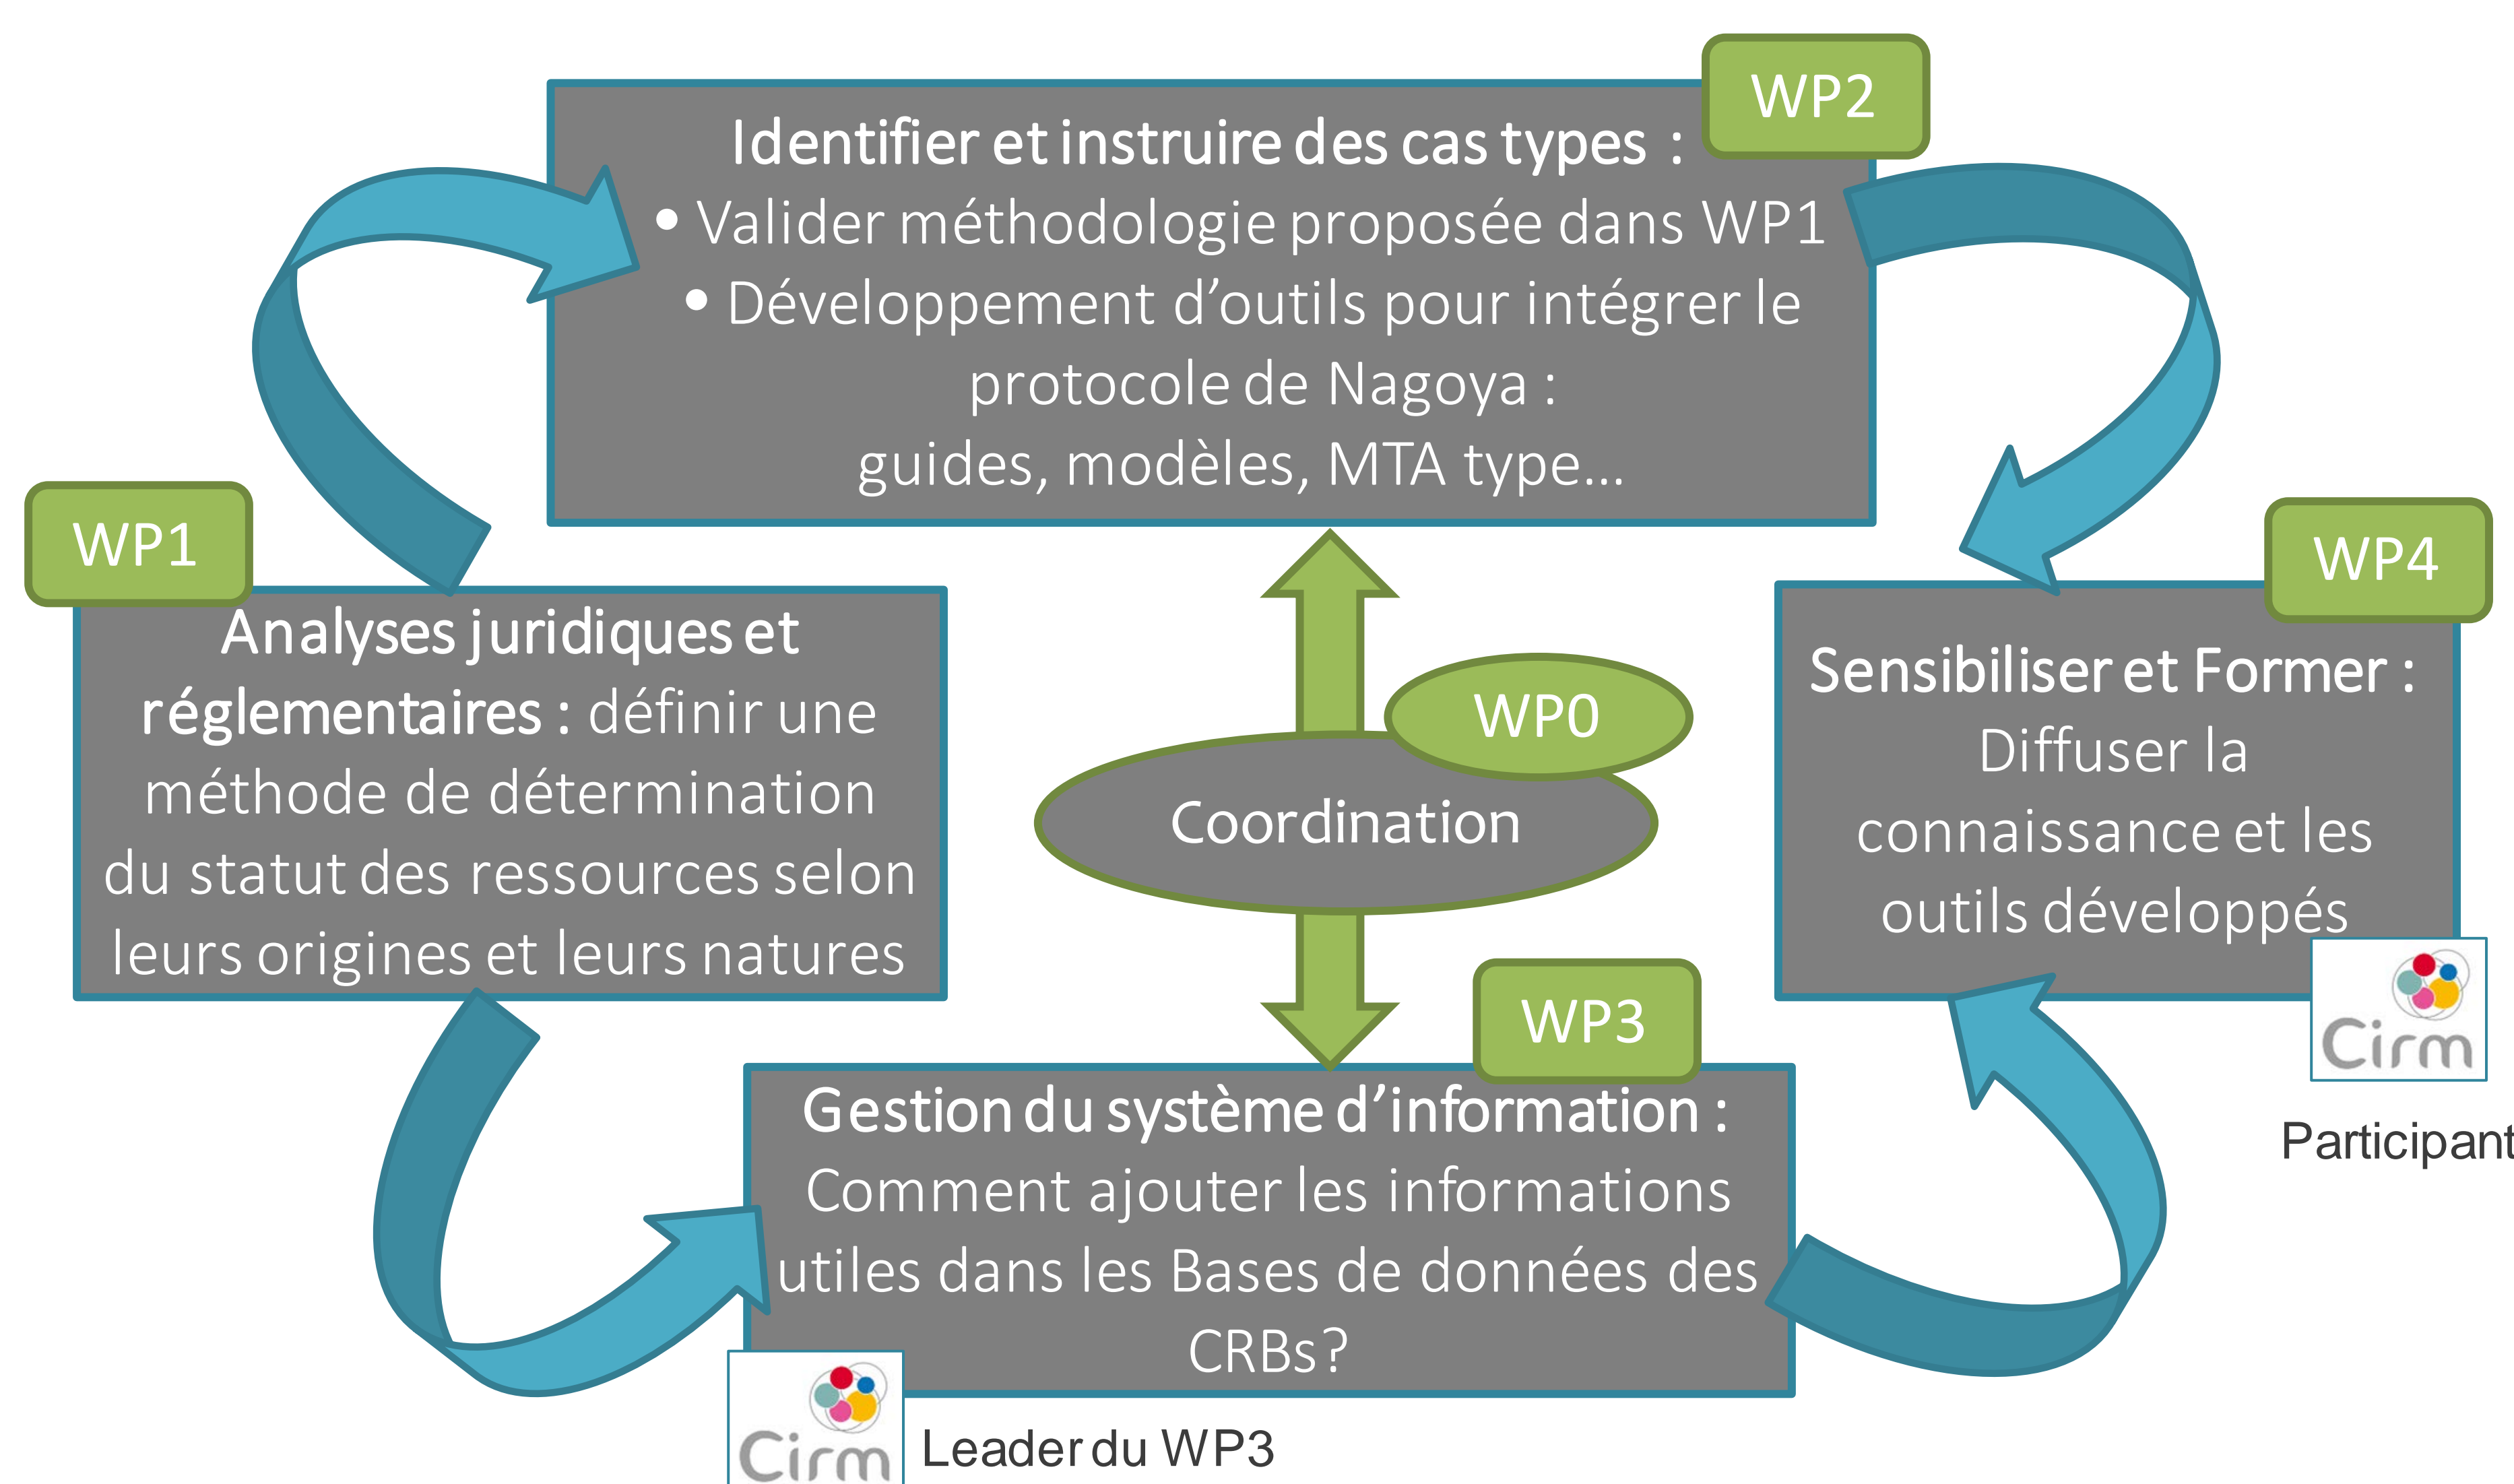 WP2
Identifier et instruire des cas types :
• Valider méthodologie proposée dans WP1
• Développement d’outils pour intégrer le
protocole de Nagoya :
guides, modèles, MTA type...
WP1
Analyses juridiques et
réglementaires : définir une
méthode de détermination
du statut des ressources selon
leurs origines et leurs natures
WP0
Coordination
WP4
Sensibiliser et Former :
Diffuser la
connaissance et les
outils développés
Cirm
Participant
WP3
Gestion du système d’information :
Comment ajouter les informations
utiles dans les Bases de données des
CRBs?
Cirm
Leader du WP3